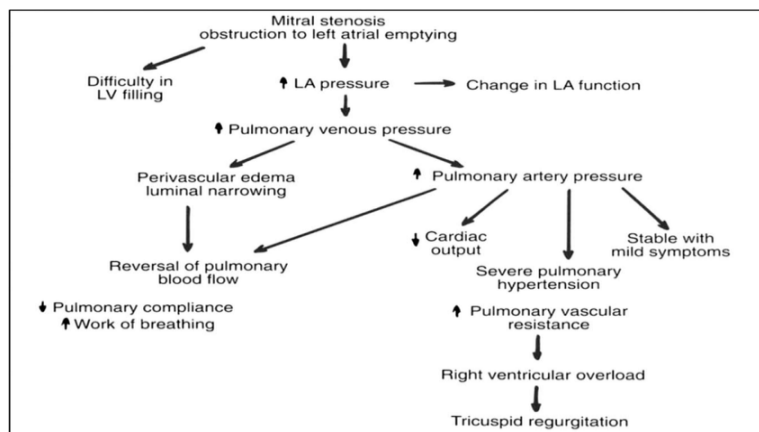 Mitral stenosis
obstruction to left atrial emptying
Difficulty in
LV filling
↑ LA pressure
Change in LA function
↑ Pulmonary venous pressure
Perivascular edema
luminal narrowing
↑ Pulmonary artery pressure
Reversal of pulmonary
blood flow
↓ Cardiac
output
Stable with
mild symptoms
Severe pulmonary
hypertension
↓ Pulmonary compliance
↑ Work of breathing
↑ Pulmonary vascular
resistance
Right ventricular overload
Tricuspid regurgitation